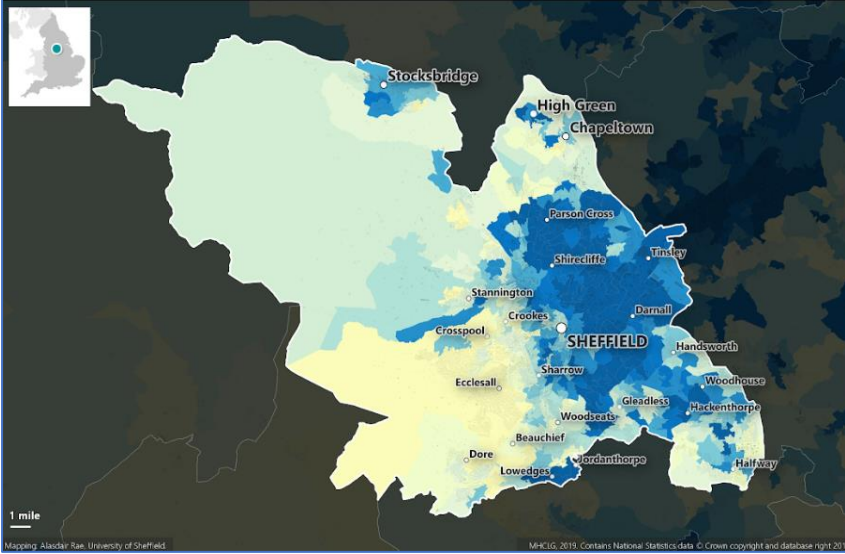 Stocksbridge
High Green
Chapeltown
Parson Cross
Tinsley
Shirecliffe
Stannington
Darnall
Crookes
Crosspool
SHEFFIELD
Handsworth
Sharrow
Ecclesall
Woodhouse
Gleadless
Hackenthorpe
Woodseats
Beauchief
Dore
Jordanthorpe
Lowedges
Halfway
1 mile
Mapping: Alasdair Rae, University of Sheffield.
MHCLG, 2019. Contains National Statistics data © Crown copyright and database right 201